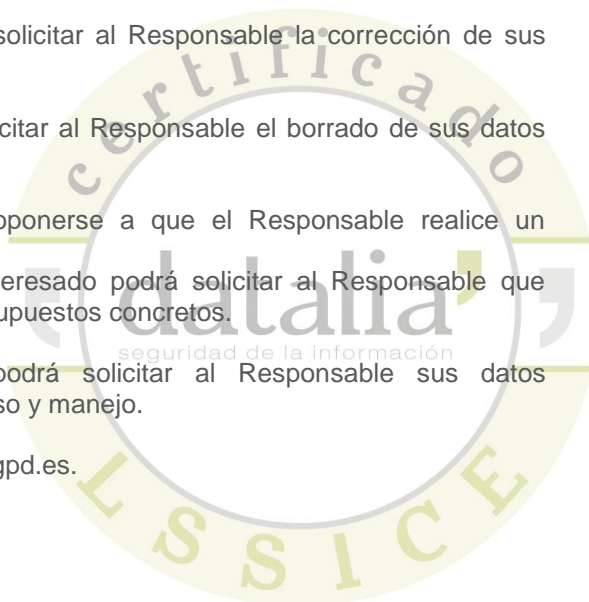 solicitar al Responsable la corrección de sus
certificado
citar al Responsable el borrado de sus datos
oponerse a que el Responsable realice un
eresado podrá solicitar al Responsable que
datalia
upuestos concretos.
seguridad de la información
podrá solicitar al Responsable sus datos
so y manejo.
gpd.es.
LSSICE